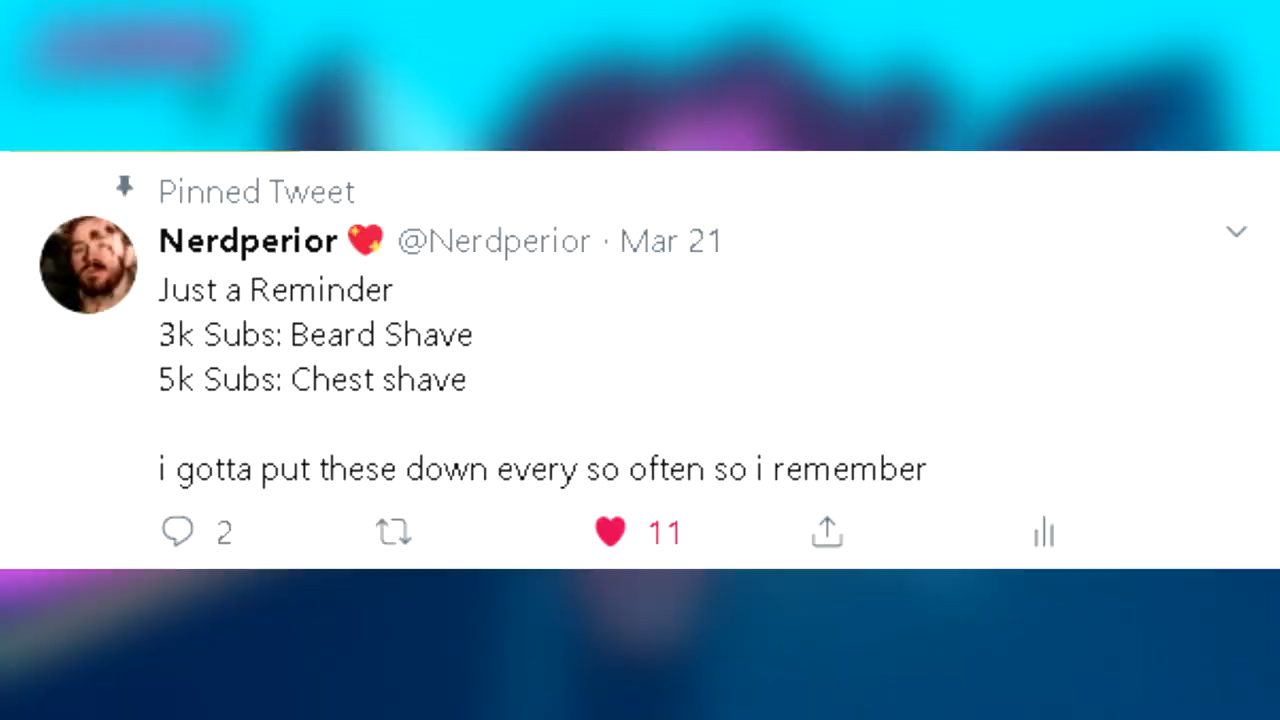 Pinned Tweet
Nerdperior 💖 @Nerdperior · Mar 21
Just a Reminder
3k Subs: Beard Shave
5k Subs: Chest shave
i gotta put these down every so often so i remember
2 11